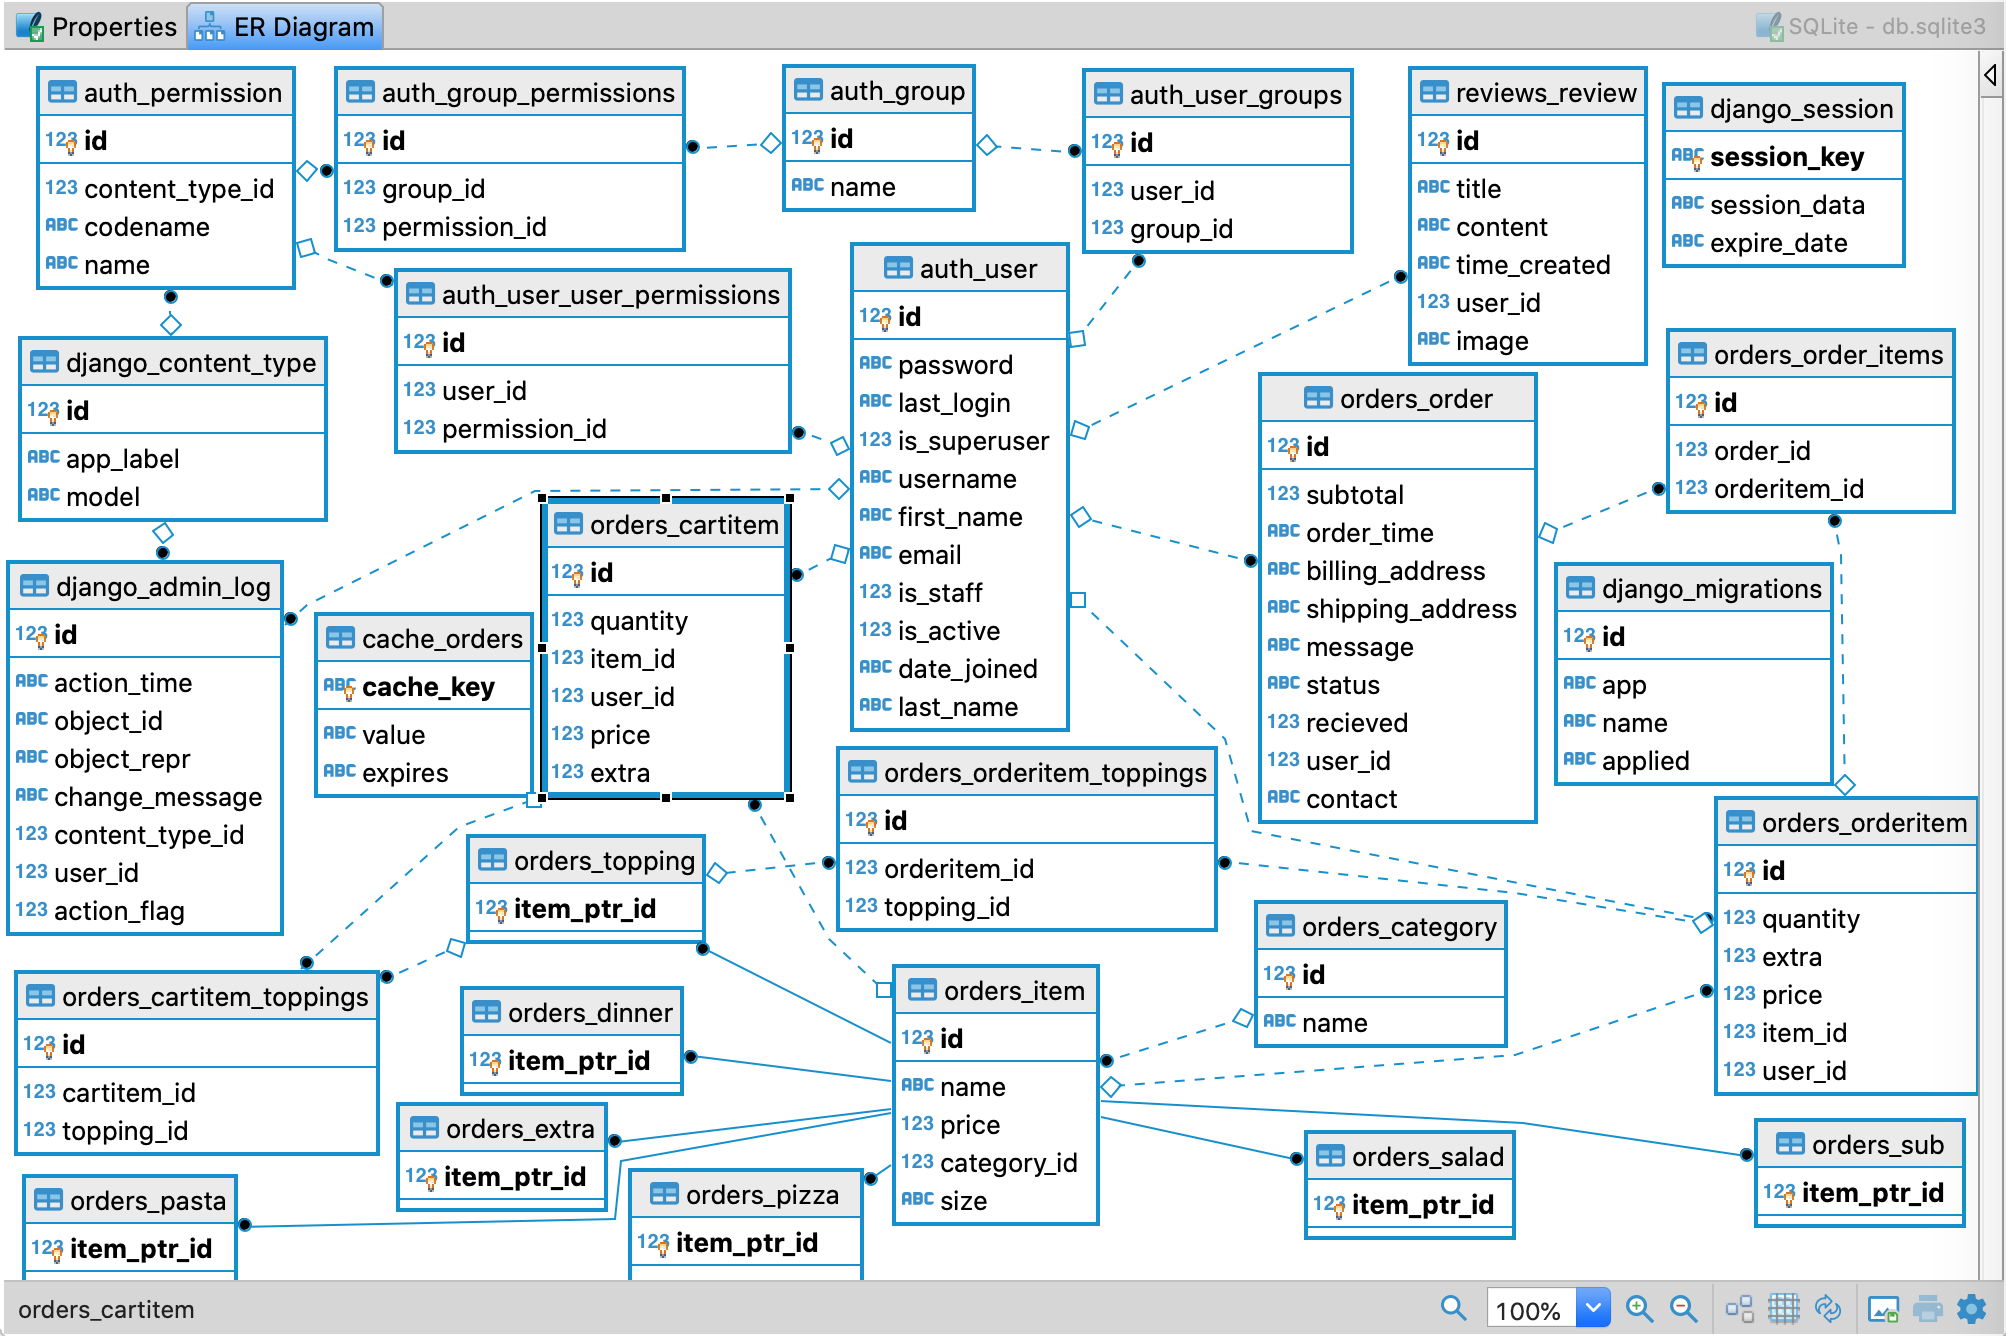 Properties
ER Diagram
SQLite - db.sqlite3
auth_permission
123 id
123 content_type_id
ABC codename
ABC name
auth_group_permissions
123 id
123 group_id
123 permission_id
auth_group
123 id
ABC name
auth_user_groups
123 id
123 user_id
123 group_id
reviews_review
123 id
ABC title
ABC content
ABC time_created
123 user_id
ABC image
django_session
ABC session_key
ABC session_data
ABC expire_date
auth_user_user_permissions
123 id
123 user_id
123 permission_id
auth_user
123 id
ABC password
ABC last_login
123 is_superuser
ABC username
ABC first_name
ABC email
123 is_staff
123 is_active
ABC date_joined
ABC last_name
django_content_type
123 id
ABC app_label
ABC model
orders_order
123 id
123 subtotal
ABC order_time
ABC billing_address
ABC shipping_address
ABC message
123 status
123 recieved
123 user_id
ABC contact
orders_order_items
123 id
123 order_id
123 orderitem_id
django_admin_log
123 id
ABC action_time
ABC object_id
ABC object_repr
ABC change_message
123 content_type_id
123 user_id
123 action_flag
cache_orders
ABC cache_key
ABC value
ABC expires
orders_cartitem
123 id
123 quantity
123 item_id
123 user_id
123 price
123 extra
django_migrations
123 id
ABC app
ABC name
ABC applied
orders_orderitem_toppings
123 id
123 orderitem_id
123 topping_id
orders_orderitem
123 id
123 quantity
123 extra
123 price
123 item_id
123 user_id
orders_topping
123 item_ptr_id
orders_category
123 id
ABC name
orders_cartitem_toppings
123 id
123 cartitem_id
123 topping_id
orders_dinner
123 item_ptr_id
orders_item
123 id
ABC name
123 price
123 category_id
ABC size
orders_extra
123 item_ptr_id
orders_salad
123 item_ptr_id
orders_sub
123 item_ptr_id
orders_pasta
123 item_ptr_id
orders_pizza
123 item_ptr_id
orders_cartitem
100%